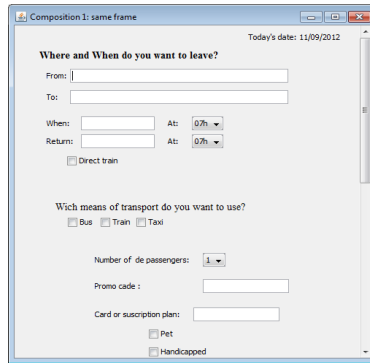 Composition 1: same frame
Today's date: 11/09/2012
Where and When do you want to leave?
From:
To:
When: At: 07h
Return: At: 07h
Direct train
Wich means of transport do you want to use?
Bus Train Taxi
Number of de passengers: 1
Promo cade :
Card or suscription plan:
Pet
Handicapped